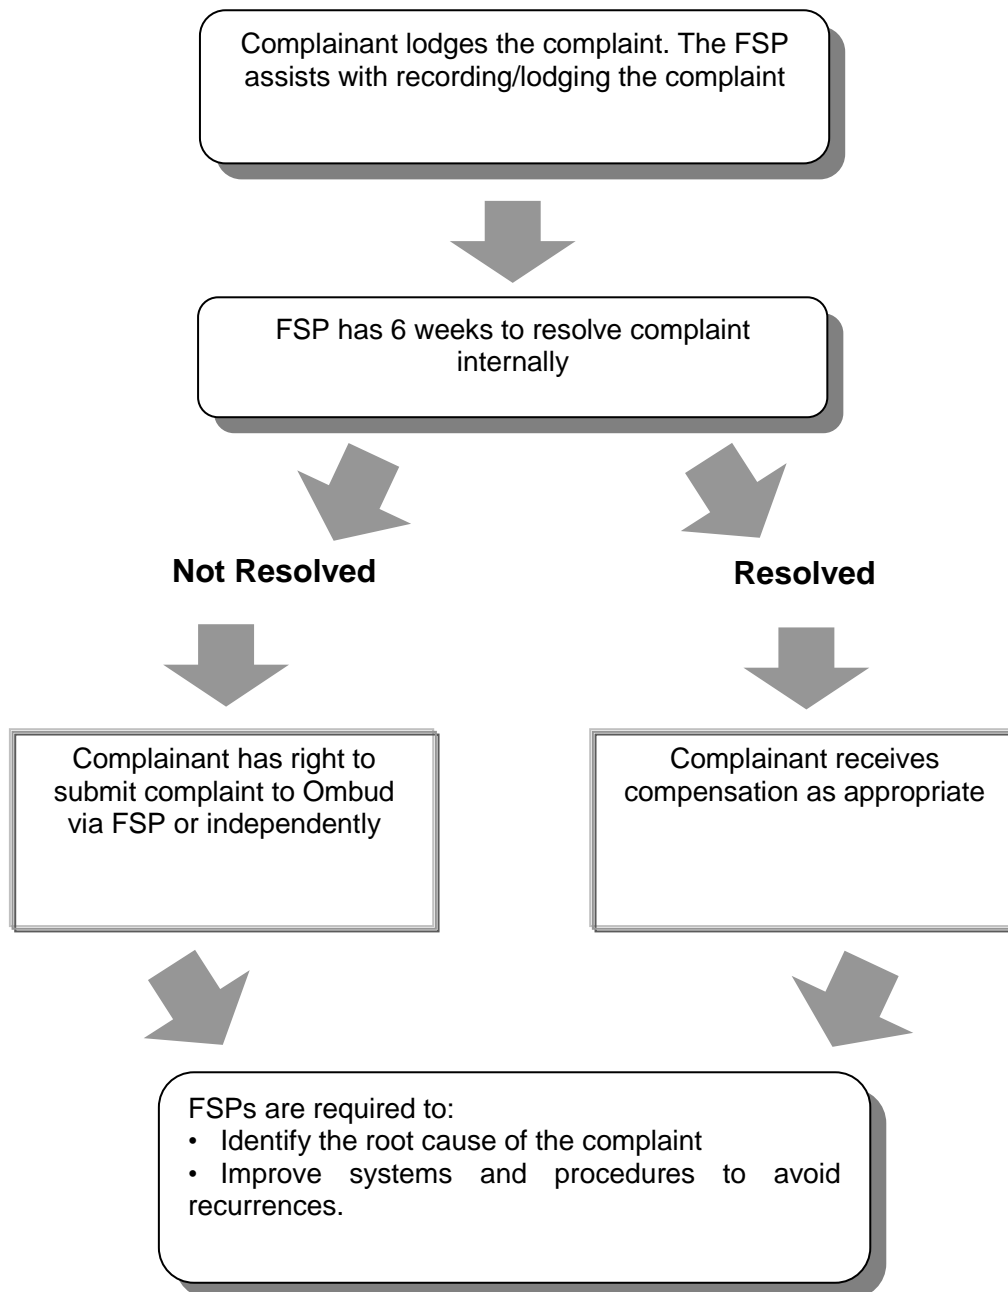 Complainant lodges the complaint. The FSP
assists with recording/lodging the complaint
FSP has 6 weeks to resolve complaint
internally
Not Resolved
Resolved
Complainant has right to
submit complaint to Ombud
via FSP or independently
Complainant receives
compensation as appropriate
FSPs are required to:
• Identify the root cause of the complaint
• Improve systems and procedures to avoid
recurrences.